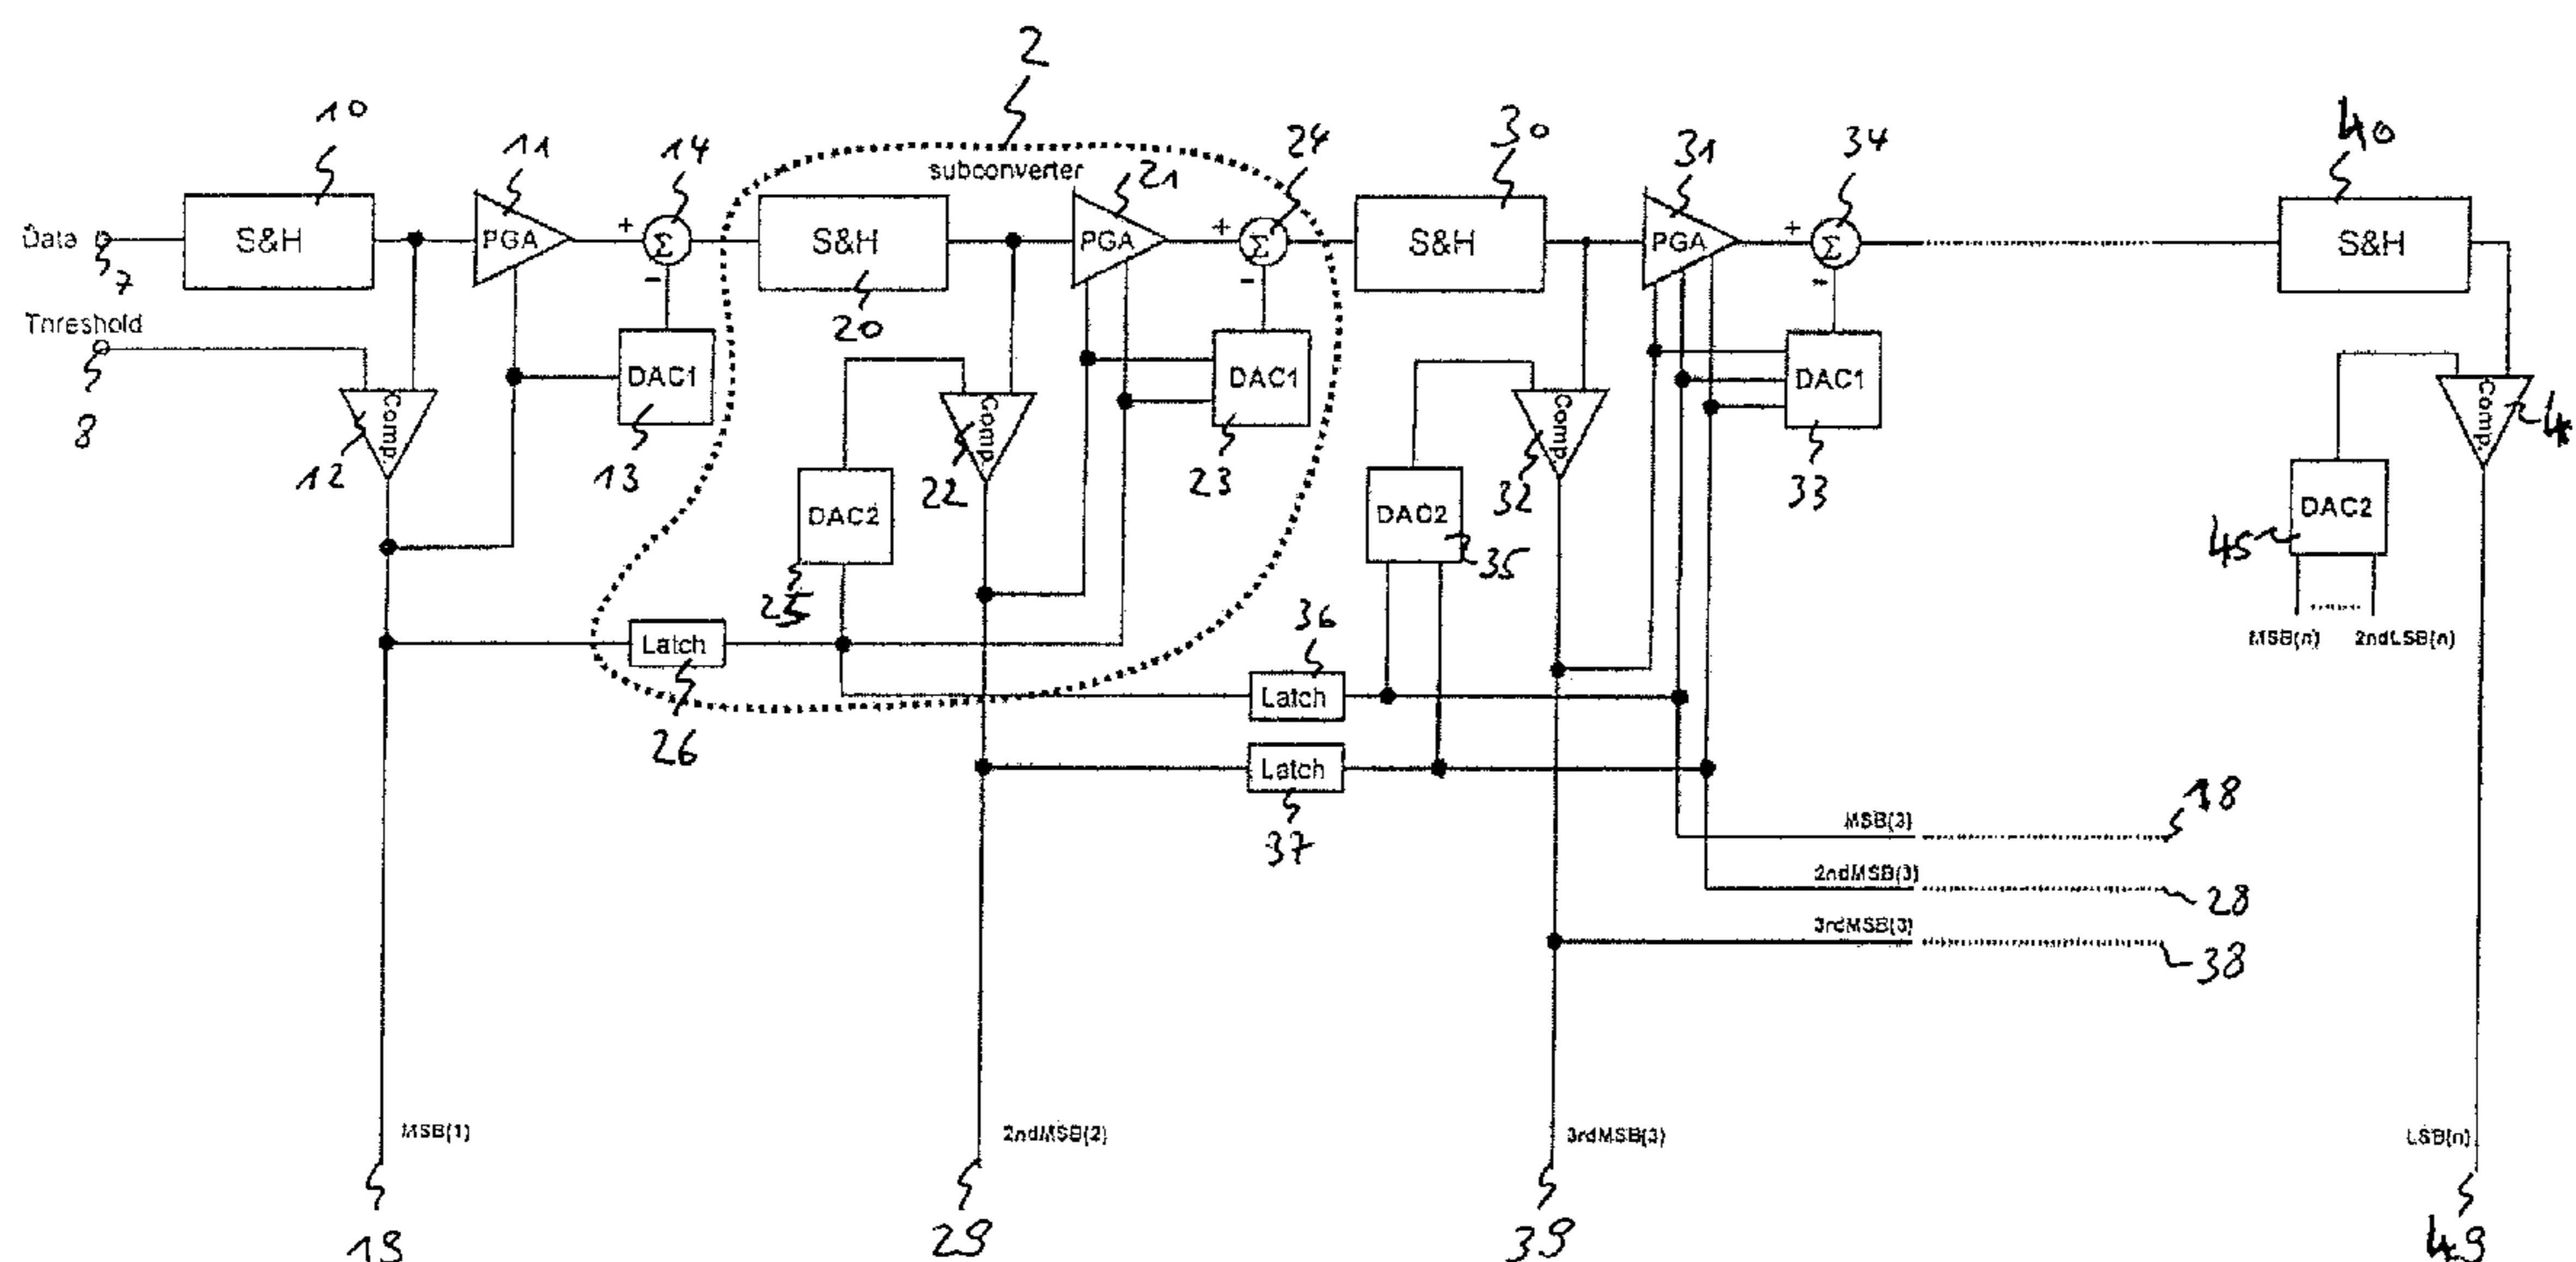 2
10
11
14
subconverter
21
24
30
31
34
40
Data
S&H
PGA
+
Σ
S&H
PGA
+
Σ
S&H
PGA
+
Σ
S&H
7
−
20
−
−
Threshold
8
Comp.
12
DAC1
13
Comp.
22
DAC1
23
Comp.
32
DAC1
33
Comp.
DAC2
25
DAC2
35
DAC2
45
MSB(n)
2ndLSB(n)
Latch
26
36
Latch
Latch
37
MSB(3)
18
2ndMSB(3)
28
3rdMSB(3)
38
MSB(1)
2ndMSB(2)
3rdMSB(3)
LSB(n)
19
29
39
49